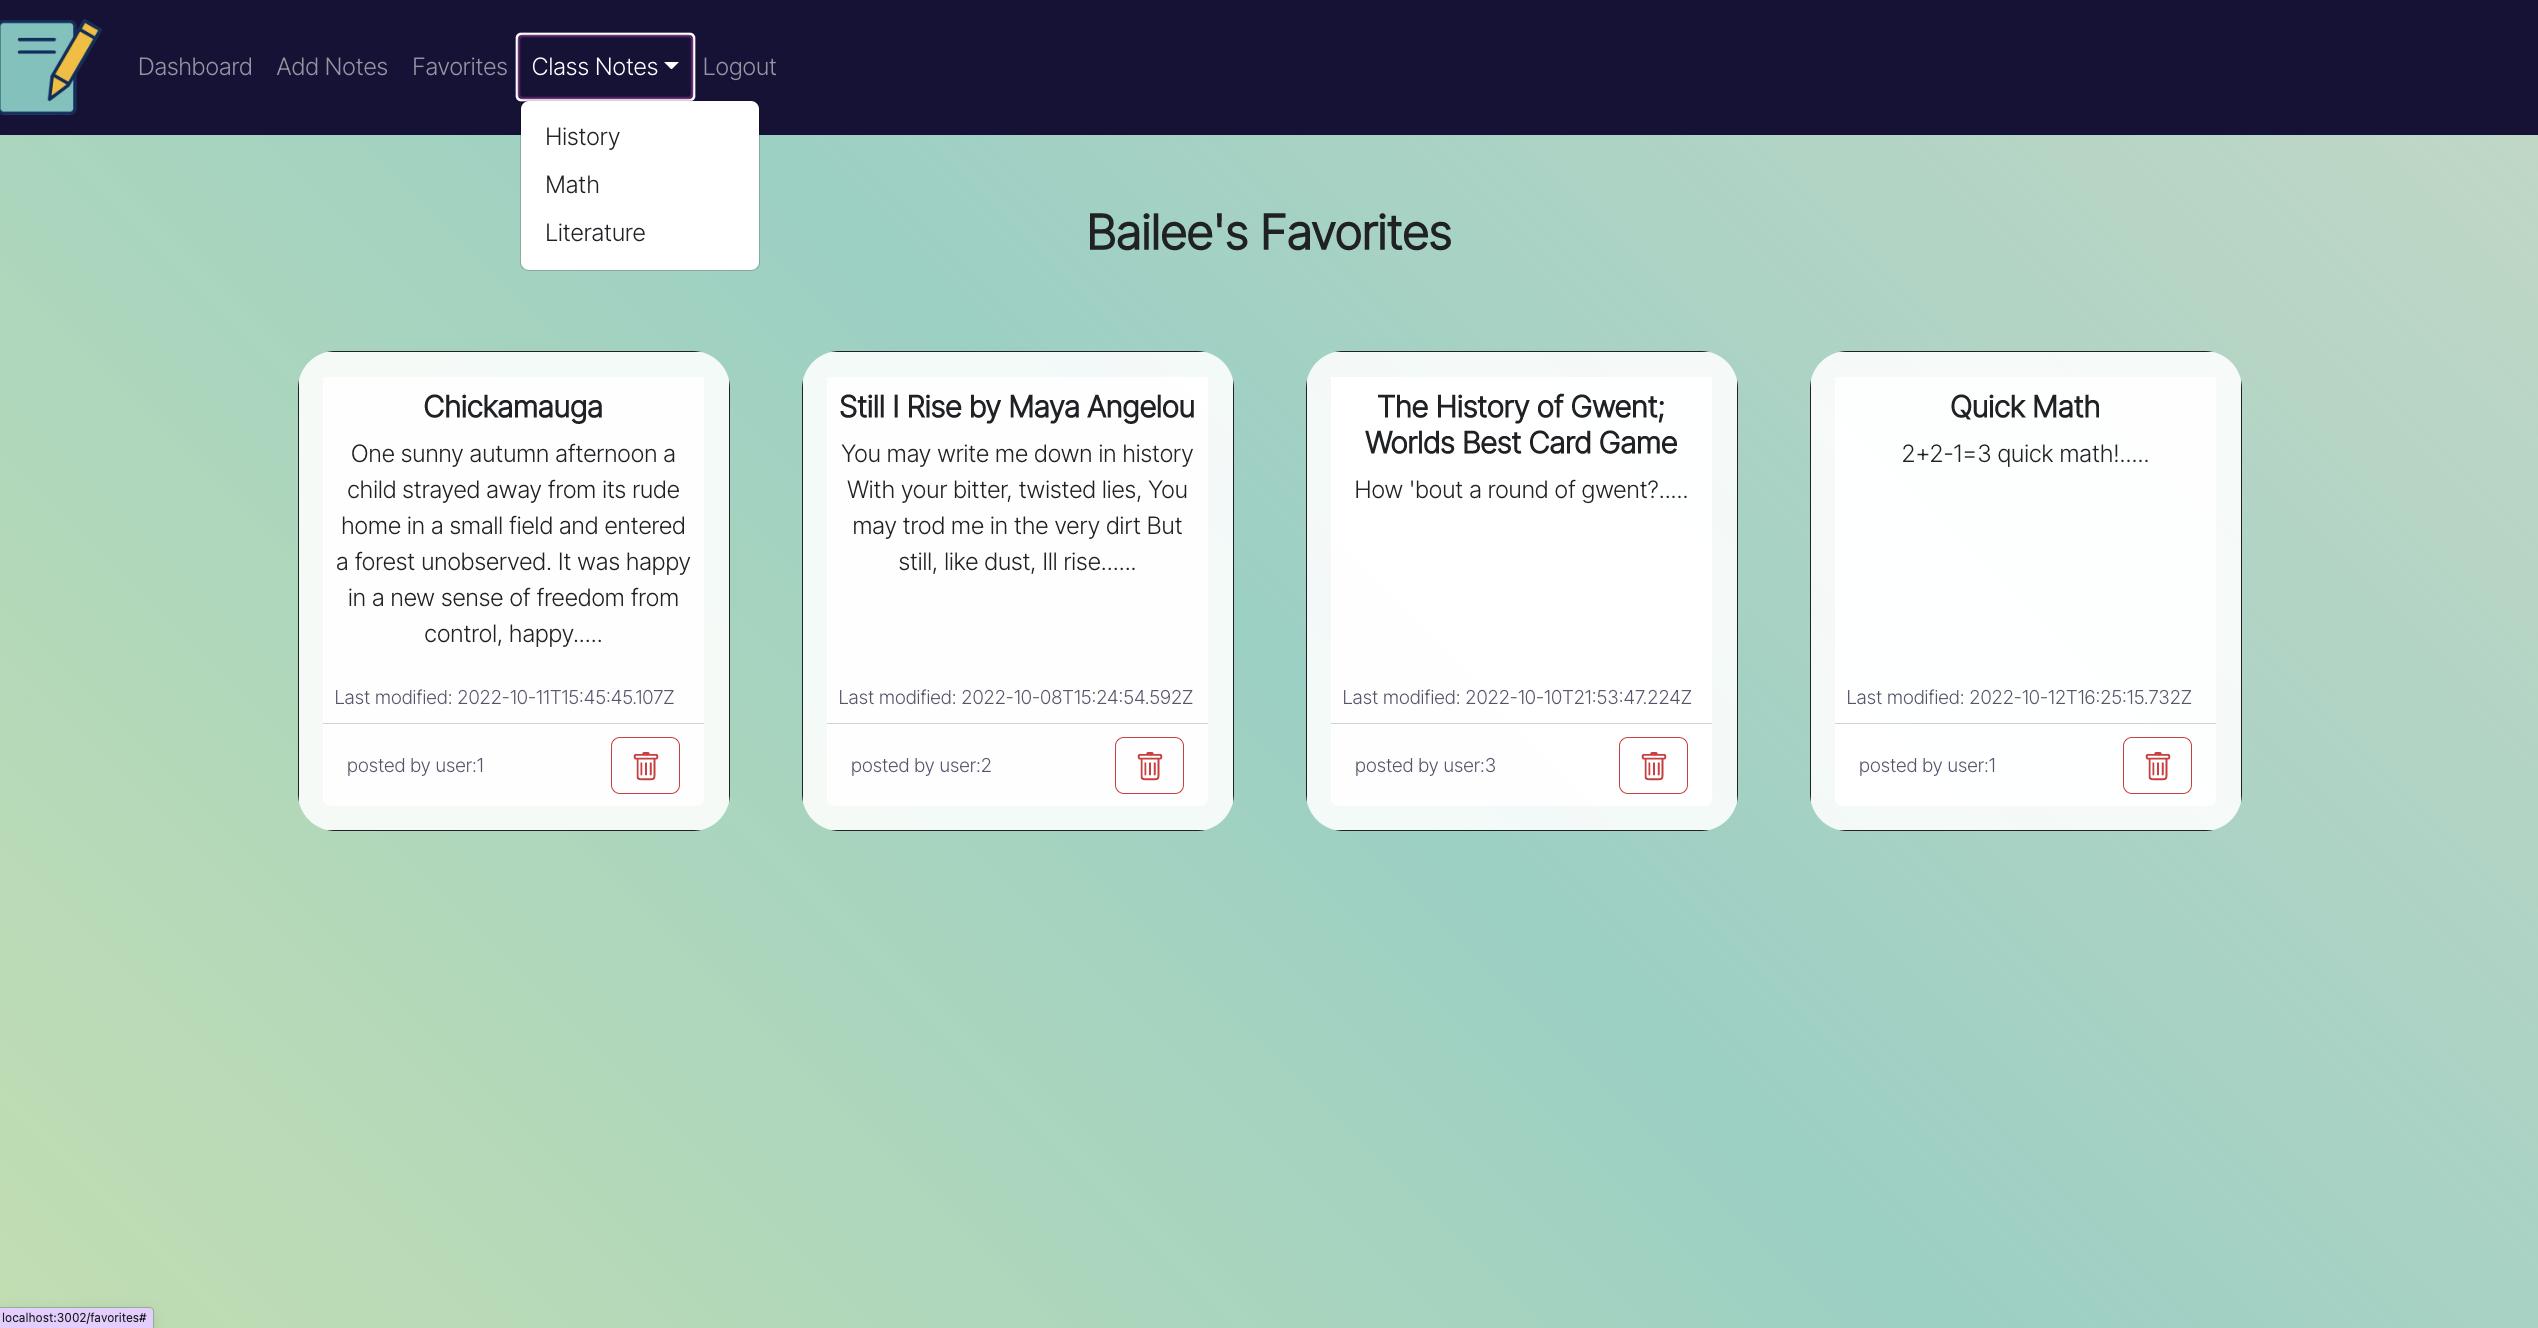 Dashboard Add Notes Favorites Class Notes Logout
History
Math
Literature
Bailee's Favorites
Chickamauga
One sunny autumn afternoon a
child strayed away from its rude
home in a small field and entered
a forest unobserved. It was happy
in a new sense of freedom from
control, happy.....
Last modified: 2022-10-11T15:45:45.107Z
posted by user:1
Still I Rise by Maya Angelou
You may write me down in history
With your bitter, twisted lies, You
may trod me in the very dirt But
still, like dust, Ill rise......
Last modified: 2022-10-08T15:24:54.592Z
posted by user:2
The History of Gwent;
Worlds Best Card Game
How 'bout a round of gwent?.....
Last modified: 2022-10-10T21:53:47.224Z
posted by user:3
Quick Math
2+2-1=3 quick math!.....
Last modified: 2022-10-12T16:25:15.732Z
posted by user:1
localhost:3002/favorites#